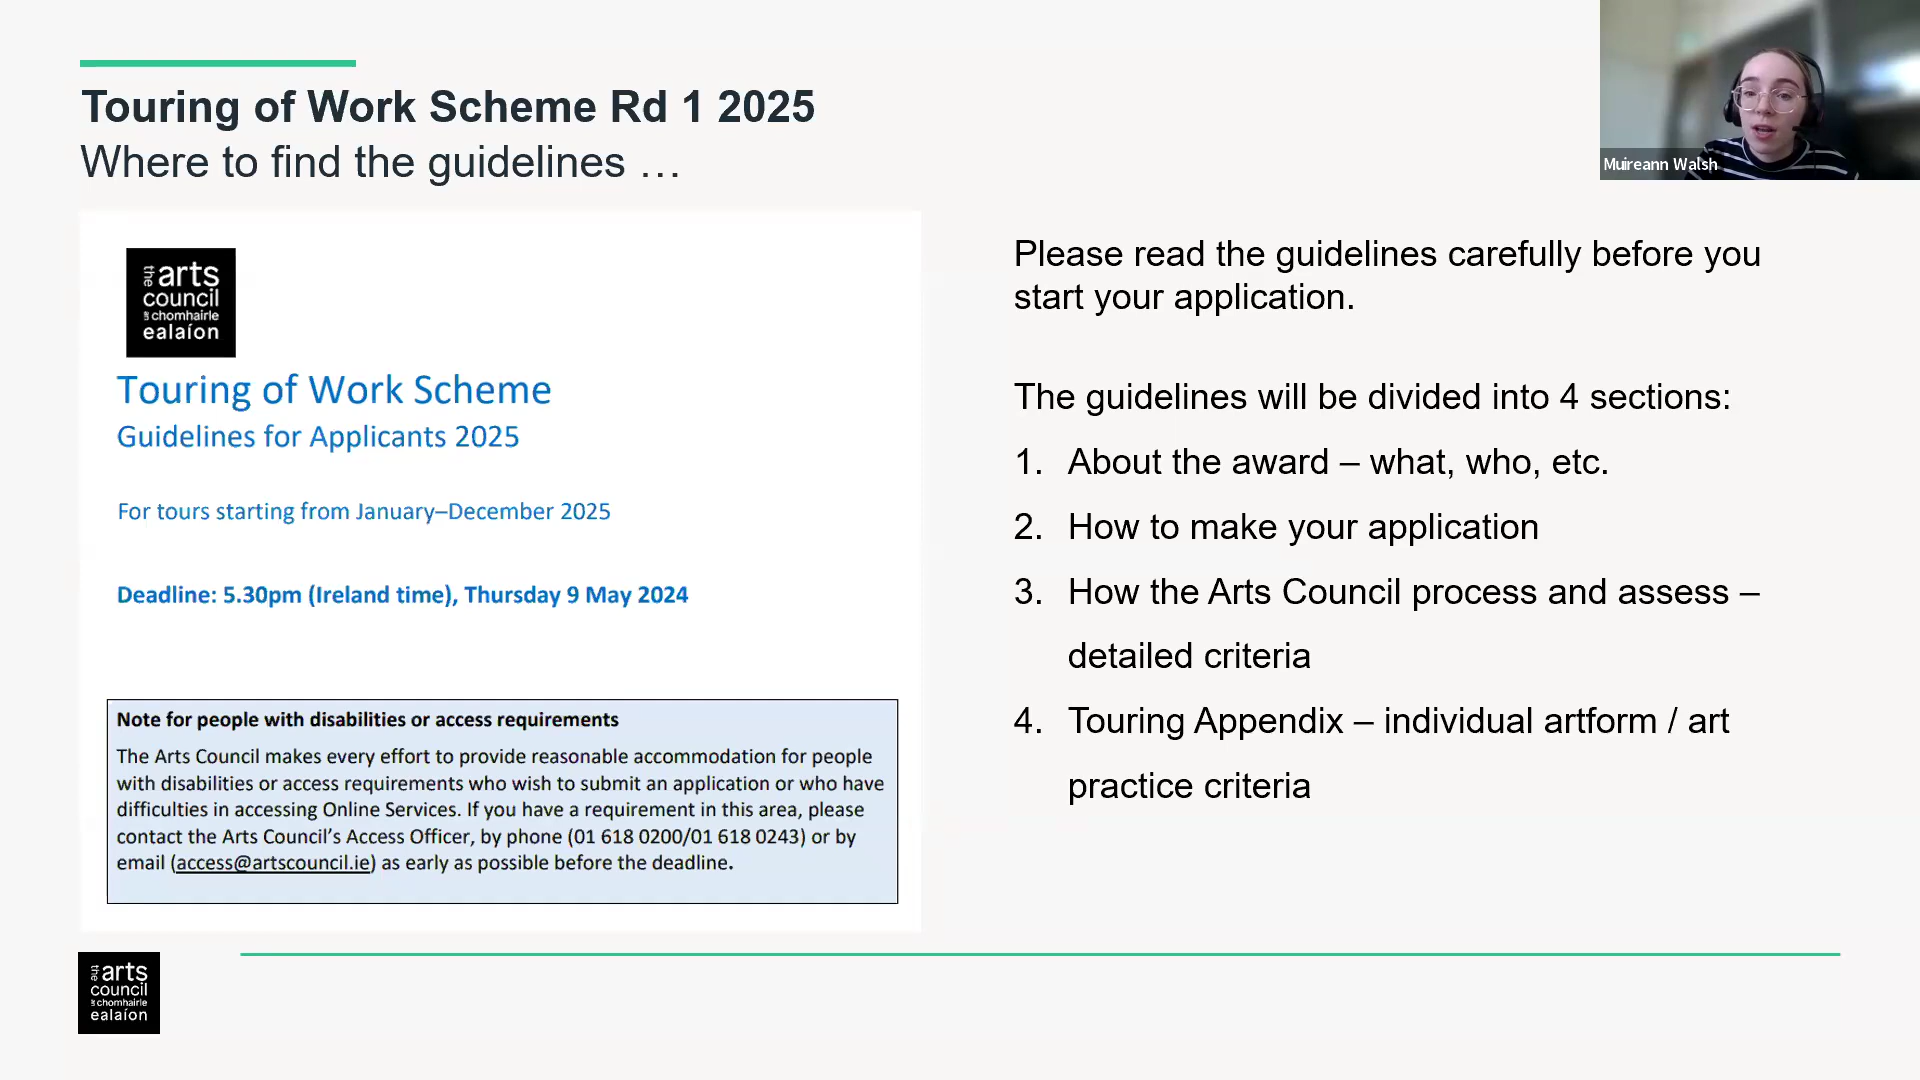 Touring of Work Scheme Rd 1 2025
Where to find the guidelines …
Muireann Walsh
the arts
council
an chomhairle
ealaíon
Touring of Work Scheme
Guidelines for Applicants 2025
For tours starting from January–December 2025
Deadline: 5.30pm (Ireland time), Thursday 9 May 2024
Note for people with disabilities or access requirements
The Arts Council makes every effort to provide reasonable accommodation for people
with disabilities or access requirements who wish to submit an application or who have
difficulties in accessing Online Services. If you have a requirement in this area, please
contact the Arts Council’s Access Officer, by phone (01 618 0200/01 618 0243) or by
email (access@artscouncil.ie) as early as possible before the deadline.
Please read the guidelines carefully before you
start your application.
The guidelines will be divided into 4 sections:
1. About the award – what, who, etc.
2. How to make your application
3. How the Arts Council process and assess –
detailed criteria
4. Touring Appendix – individual artform / art
practice criteria
the arts
council
an chomhairle
ealaíon